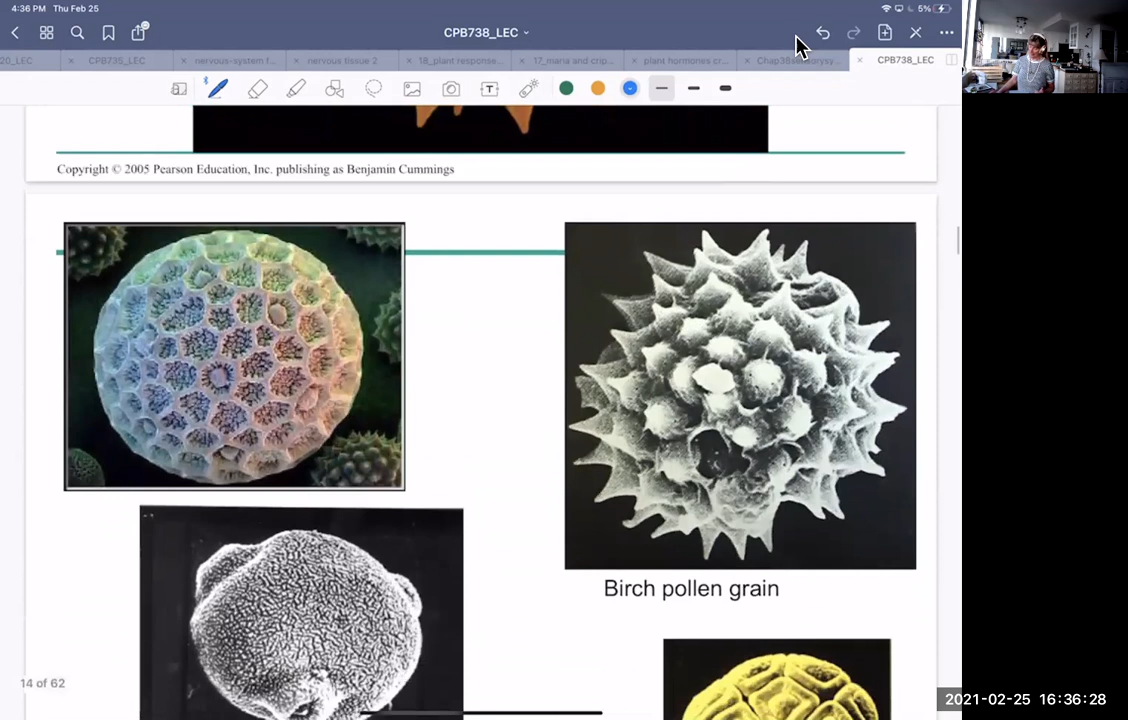 4:36 PM Thu Feb 25
5%
CPB738_LEC
20_LEC
CPB735_LEC
nervous-system f...
nervous tissue 2
18_plant response...
17_maria and crip...
plant hormones cr...
CPB738_LEC
T
Copyright © 2005 Pearson Education, Inc. publishing as Benjamin Cummings
Birch pollen grain
14 of 62
2021-02-25 16:36:28